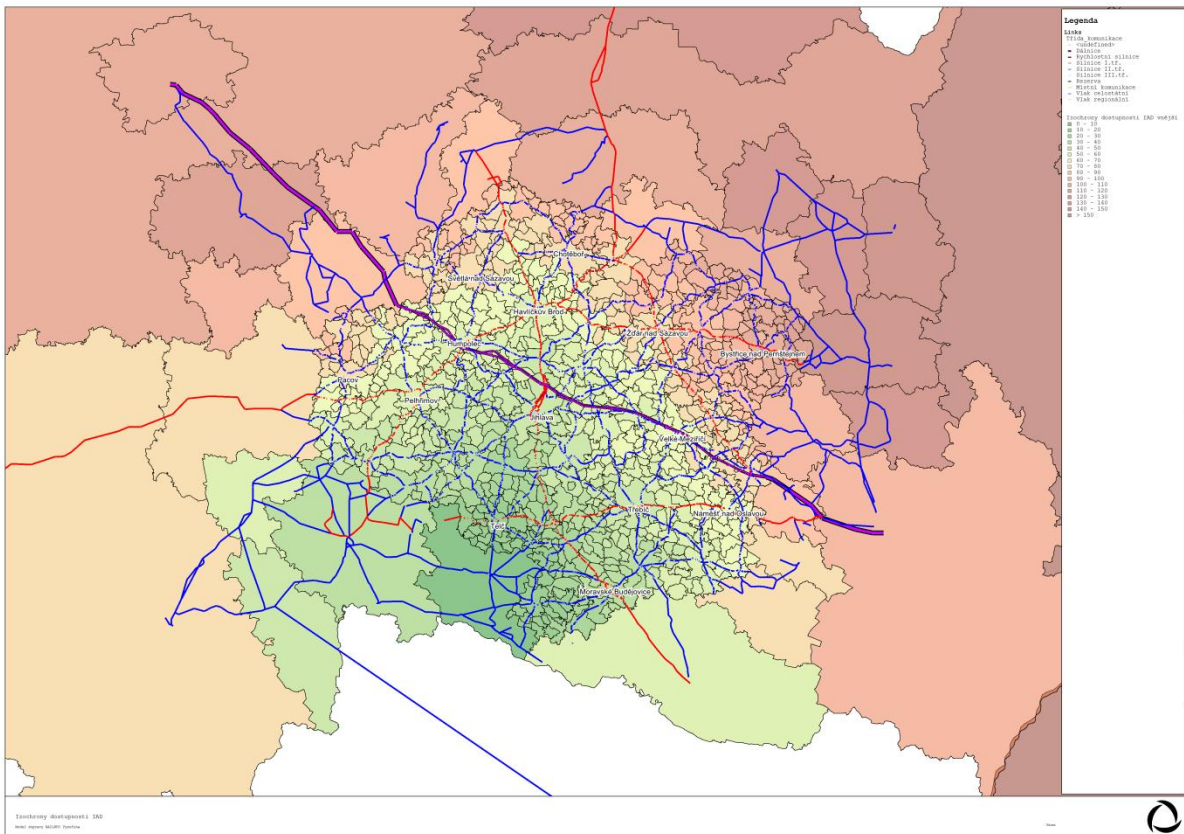 Legenda
Links
Třída_komunikace
<undefined>
Dálnice
Rychlostní silnice
Silnice I.tř.
Silnice II.tř.
Silnice III.tř.
Rezerva
Místní komunikace
Vlak celostátní
Vlak regionální
Izochrony dostupnosti IAD vnější
0 - 10
10 - 20
20 - 30
30 - 40
40 - 50
50 - 60
60 - 70
70 - 80
80 - 90
90 - 100
100 - 110
110 - 120
120 - 130
130 - 140
140 - 150
> 150
Chotěboř
Světlá nad Sázavou
Havlíčkův Brod
Žďár nad Sázavou
Humpolec
Bystřice nad Pernštejnem
Pacov
Pelhřimov
Jihlava
Velké Meziříčí
Třebíč
Náměšť nad Oslavou
Telč
Moravské Budějovice
Izochrony dostupnosti IAD